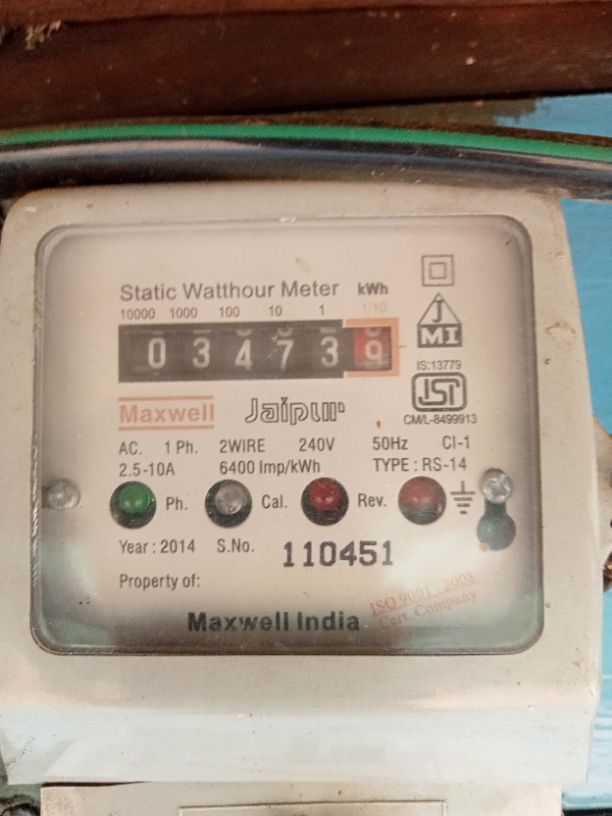 Static Watthour Meter kWh
10000 1000 100 10 1 1/10
0 3 4 7 3 9
J
MI
IS:13779
ISI
CM/L-8499913
Maxwell Jaipur
AC. 1 Ph. 2WIRE 240V 50Hz Cl-1
2.5-10A 6400 Imp/kWh TYPE : RS-14
Ph. Cal. Rev.
Year : 2014 S.No. 110451
Property of:
ISO 9001 : 2008
Cert. Company
Maxwell India